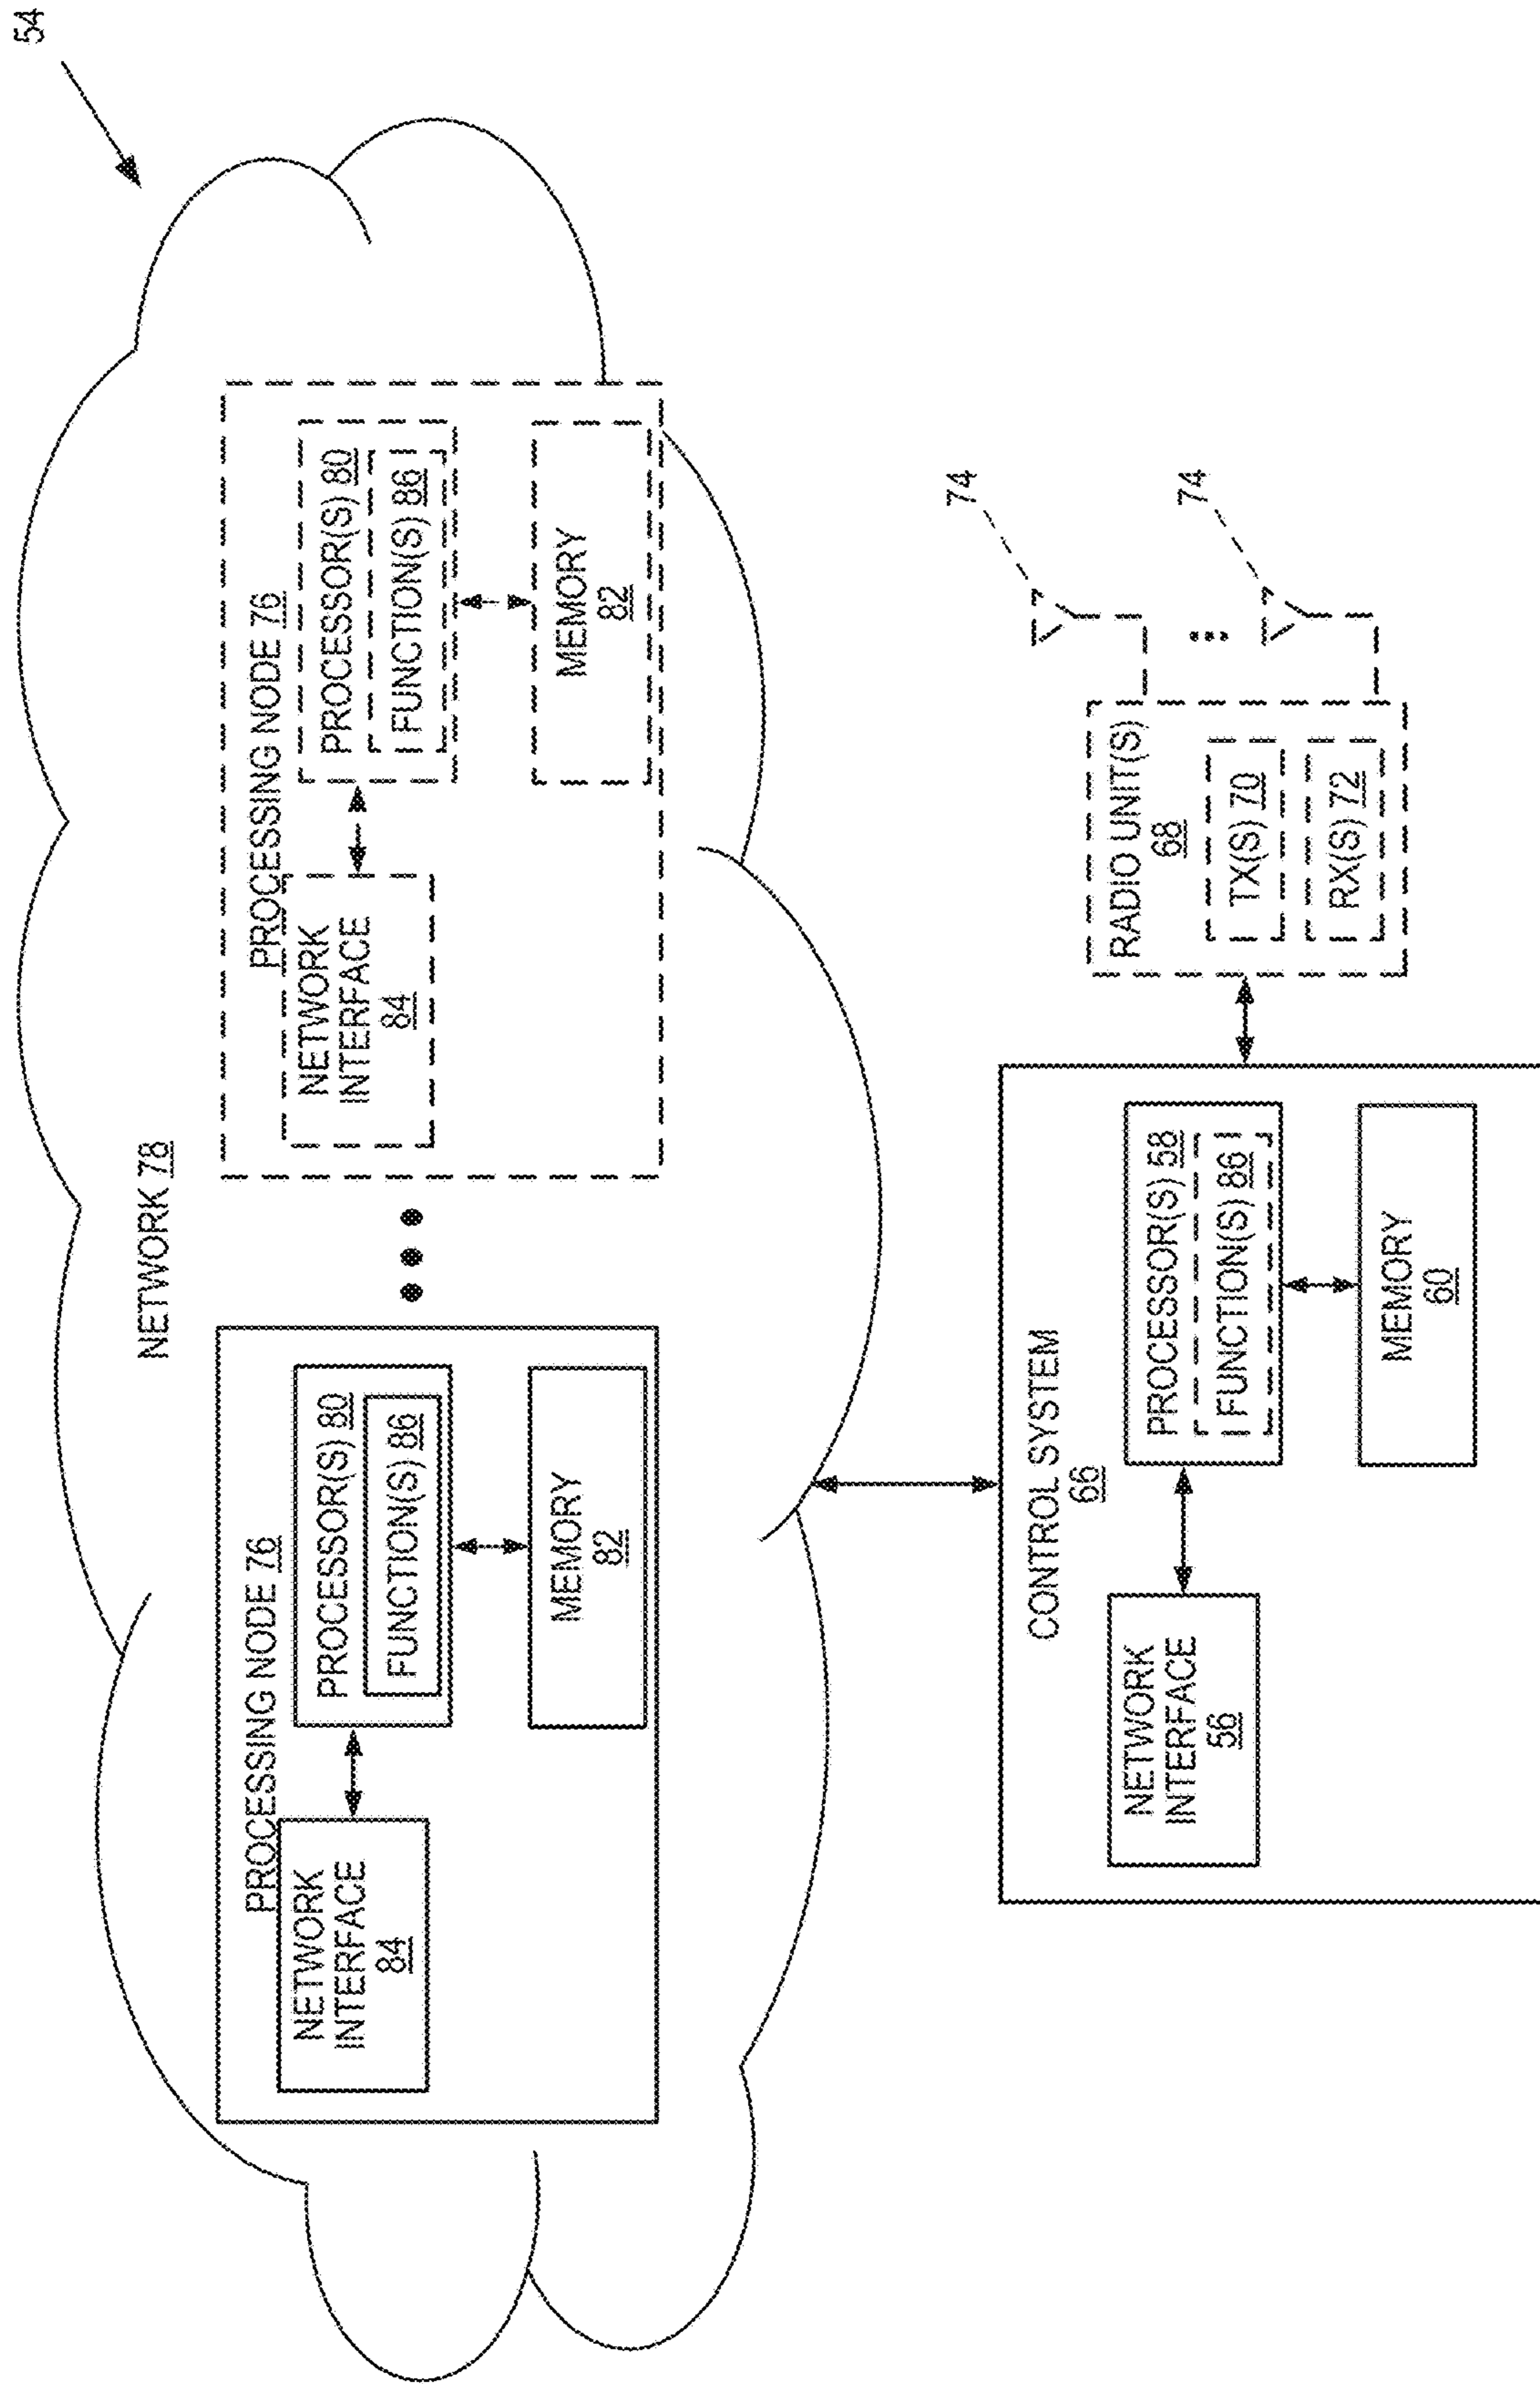 54
NETWORK 78
PROCESSING NODE 76
NETWORK
INTERFACE
84
PROCESSOR(S) 80
FUNCTION(S) 86
MEMORY
82
PROCESSING NODE 76
NETWORK
INTERFACE
84
PROCESSOR(S) 80
FUNCTION(S) 86
MEMORY
82
CONTROL SYSTEM
66
NETWORK
INTERFACE
56
PROCESSOR(S) 58
FUNCTION(S) 86
MEMORY
60
RADIO UNIT(S)
68
TX(S) 70
RX(S) 72
74
74